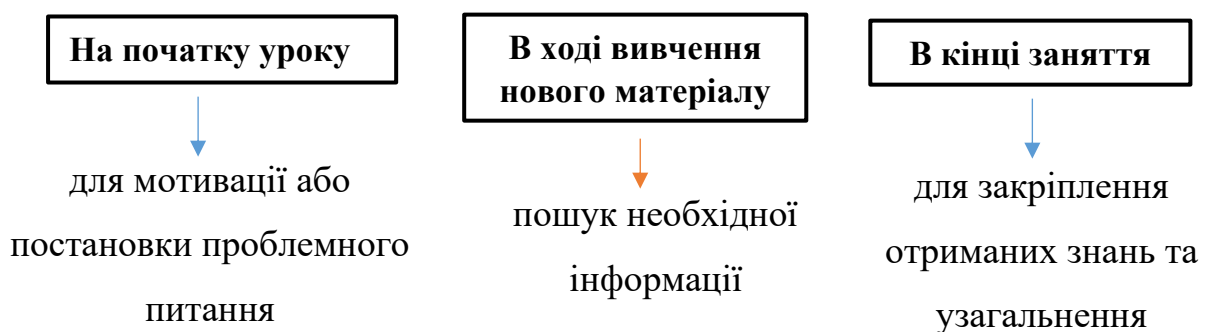 На початку уроку
для мотивації або
постановки проблемного
питання
В ході вивчення
нового матеріалу
пошук необхідної
інформації
В кінці заняття
для закріплення
отриманих знань та
узагальнення